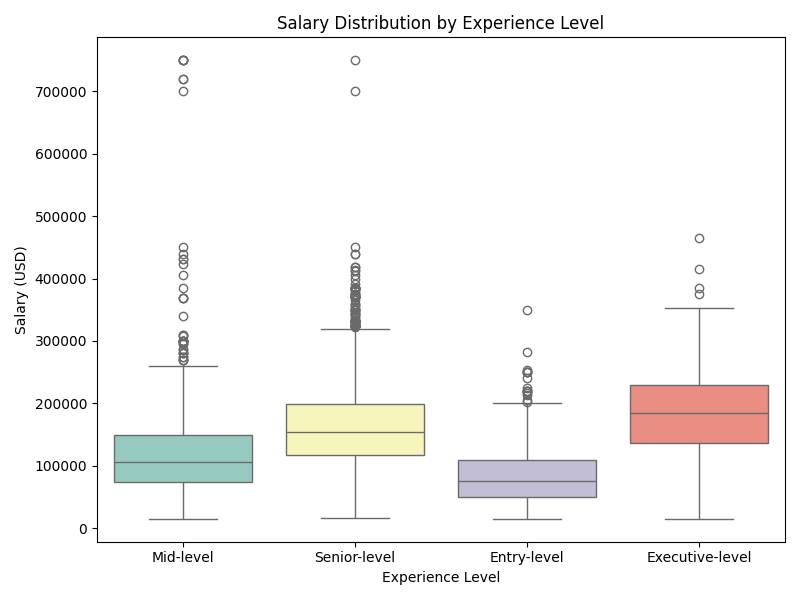 Salary Distribution by Experience Level
Salary (USD)
700000
600000
500000
400000
300000
200000
100000
0
Mid-level
Senior-level
Entry-level
Executive-level
Experience Level